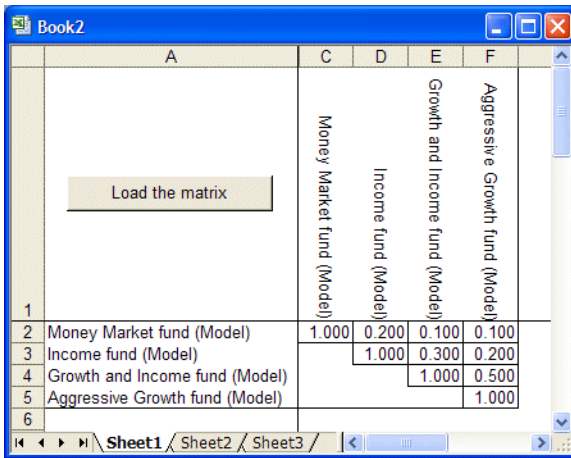 Book2
A C D E F
Load the matrix
Money Market fund (Model)
Income fund (Model)
Growth and Income fund (Model)
Aggressive Growth fund (Model)
1
2 Money Market fund (Model) 1.000 0.200 0.100 0.100
3 Income fund (Model) 1.000 0.300 0.200
4 Growth and Income fund (Model) 1.000 0.500
5 Aggressive Growth fund (Model) 1.000
6
Sheet1 Sheet2 Sheet3